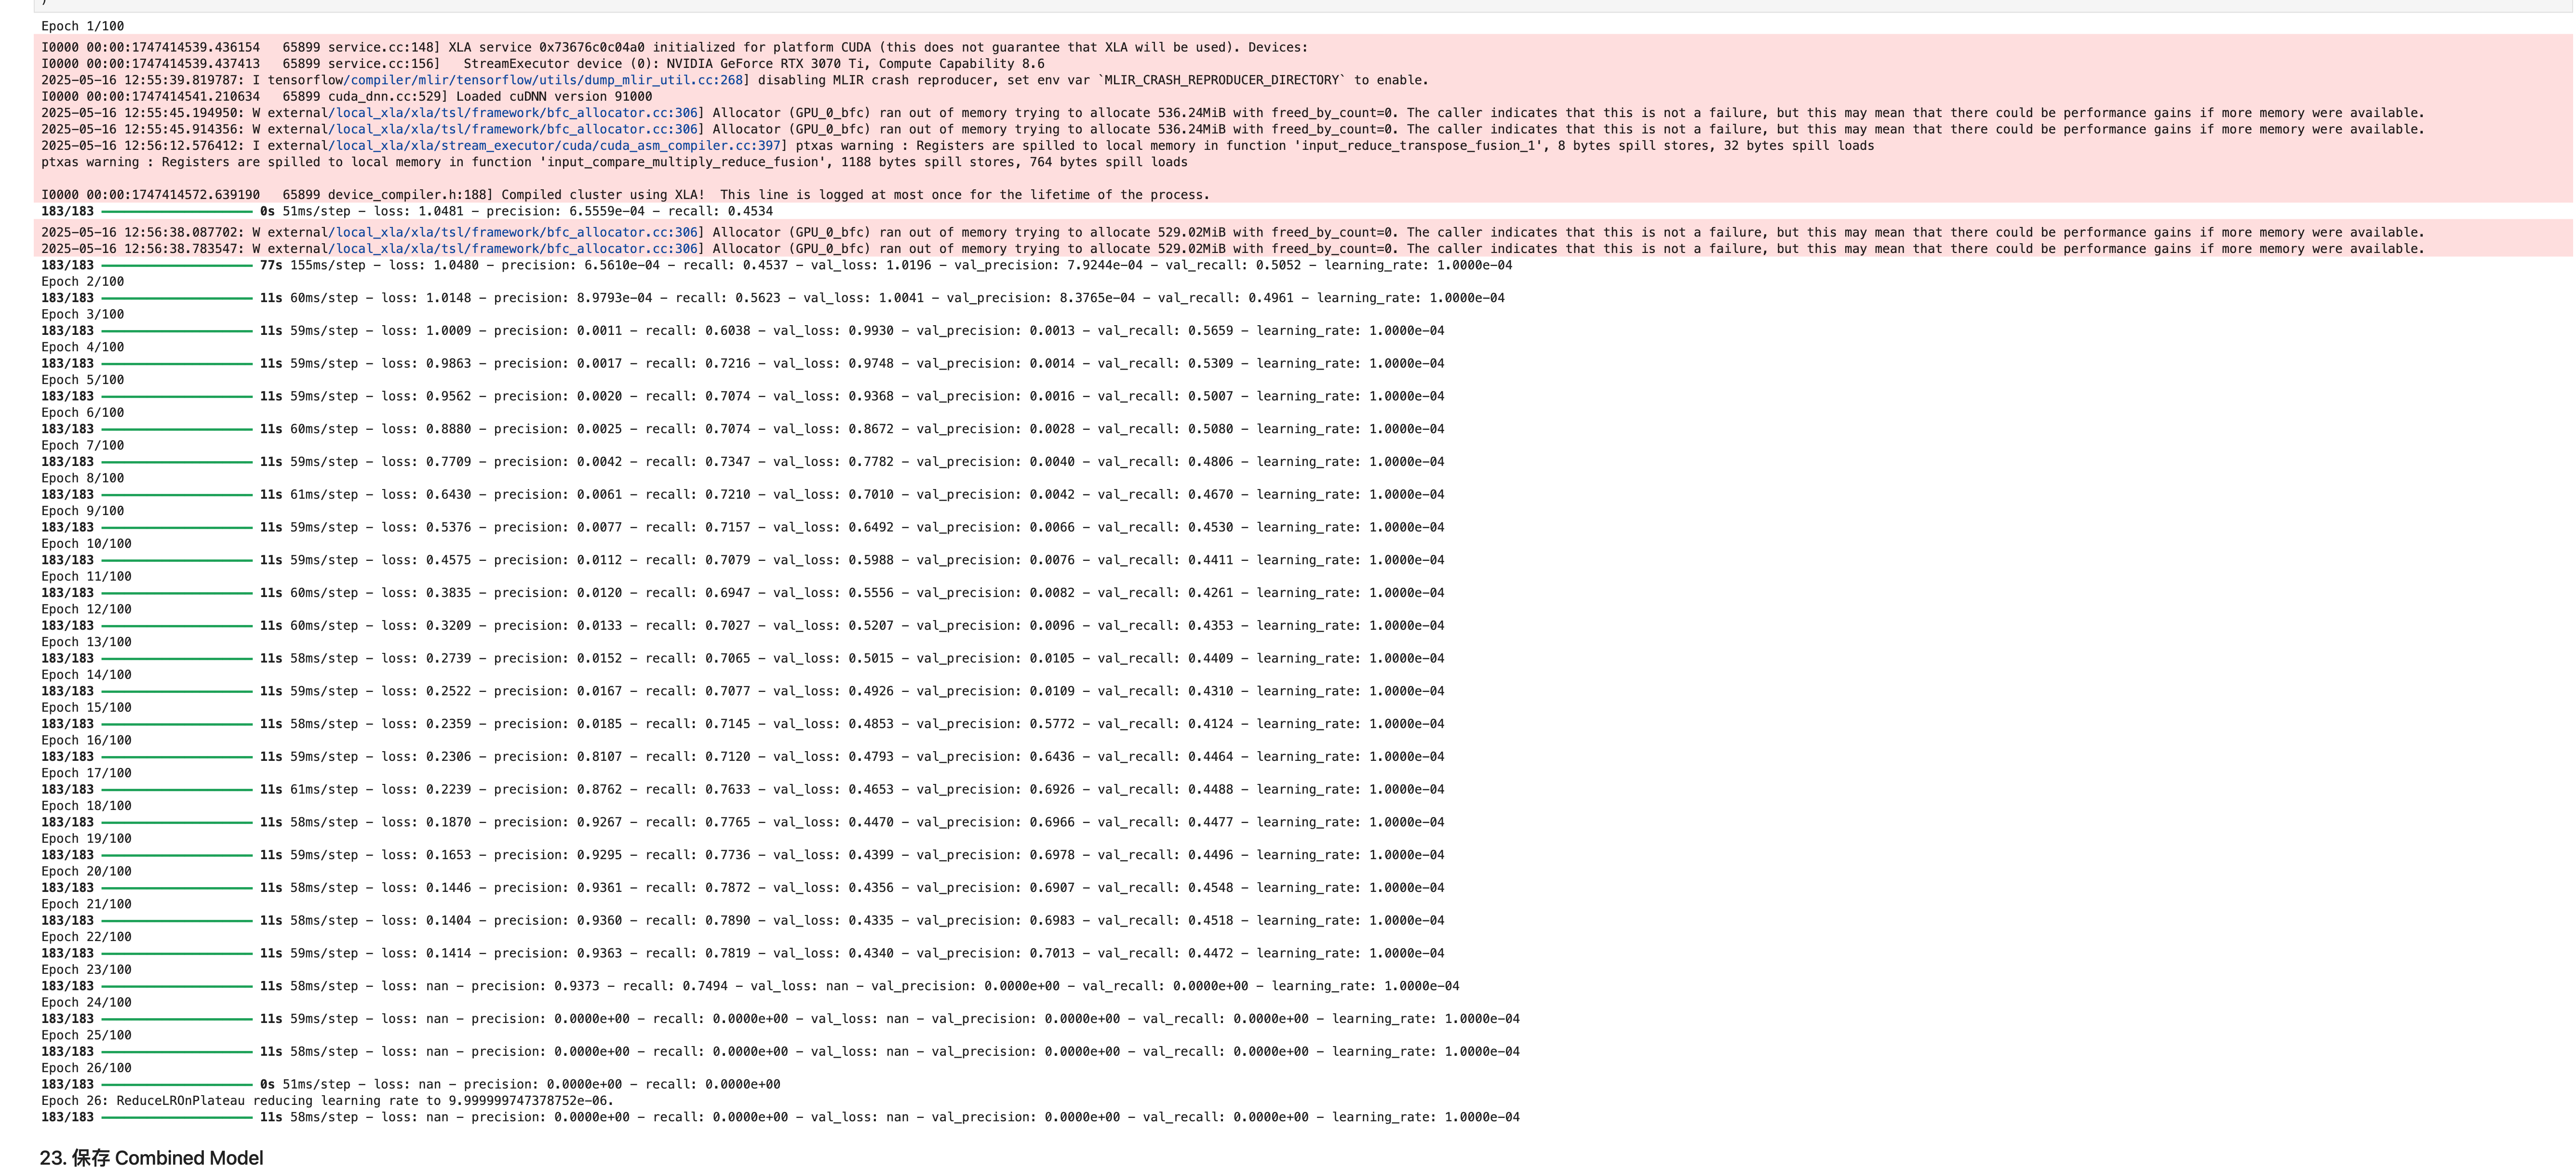 )
Epoch 1/100
I0000 00:00:1747414539.436154   65899 service.cc:148] XLA service 0x73676c0c04a0 initialized for platform CUDA (this does not guarantee that XLA will be used). Devices:
I0000 00:00:1747414539.437413   65899 service.cc:156]   StreamExecutor device (0): NVIDIA GeForce RTX 3070 Ti, Compute Capability 8.6
2025-05-16 12:55:39.819787: I tensorflow/compiler/mlir/tensorflow/utils/dump_mlir_util.cc:268] disabling MLIR crash reproducer, set env var `MLIR_CRASH_REPRODUCER_DIRECTORY` to enable.
I0000 00:00:1747414541.210634   65899 cuda_dnn.cc:529] Loaded cuDNN version 91000
2025-05-16 12:55:45.194950: W external/local_xla/xla/tsl/framework/bfc_allocator.cc:306] Allocator (GPU_0_bfc) ran out of memory trying to allocate 536.24MiB with freed_by_count=0. The caller indicates that this is not a failure, but this may mean that there could be performance gains if more memory were available.
2025-05-16 12:55:45.914356: W external/local_xla/xla/tsl/framework/bfc_allocator.cc:306] Allocator (GPU_0_bfc) ran out of memory trying to allocate 536.24MiB with freed_by_count=0. The caller indicates that this is not a failure, but this may mean that there could be performance gains if more memory were available.
2025-05-16 12:56:12.576412: I external/local_xla/xla/stream_executor/cuda/cuda_asm_compiler.cc:397] ptxas warning : Registers are spilled to local memory in function 'input_reduce_transpose_fusion_1', 8 bytes spill stores, 32 bytes spill loads
ptxas warning : Registers are spilled to local memory in function 'input_compare_multiply_reduce_fusion', 1188 bytes spill stores, 764 bytes spill loads
I0000 00:00:1747414572.639190   65899 device_compiler.h:188] Compiled cluster using XLA!  This line is logged at most once for the lifetime of the process.
183/183 0s 51ms/step - loss: 1.0481 - precision: 6.5559e-04 - recall: 0.4534
2025-05-16 12:56:38.087702: W external/local_xla/xla/tsl/framework/bfc_allocator.cc:306] Allocator (GPU_0_bfc) ran out of memory trying to allocate 529.02MiB with freed_by_count=0. The caller indicates that this is not a failure, but this may mean that there could be performance gains if more memory were available.
2025-05-16 12:56:38.783547: W external/local_xla/xla/tsl/framework/bfc_allocator.cc:306] Allocator (GPU_0_bfc) ran out of memory trying to allocate 529.02MiB with freed_by_count=0. The caller indicates that this is not a failure, but this may mean that there could be performance gains if more memory were available.
183/183 77s 155ms/step - loss: 1.0480 - precision: 6.5610e-04 - recall: 0.4537 - val_loss: 1.0196 - val_precision: 7.9244e-04 - val_recall: 0.5052 - learning_rate: 1.0000e-04
Epoch 2/100
183/183 11s 60ms/step - loss: 1.0148 - precision: 8.9793e-04 - recall: 0.5623 - val_loss: 1.0041 - val_precision: 8.3765e-04 - val_recall: 0.4961 - learning_rate: 1.0000e-04
Epoch 3/100
183/183 11s 59ms/step - loss: 1.0009 - precision: 0.0011 - recall: 0.6038 - val_loss: 0.9930 - val_precision: 0.0013 - val_recall: 0.5659 - learning_rate: 1.0000e-04
Epoch 4/100
183/183 11s 59ms/step - loss: 0.9863 - precision: 0.0017 - recall: 0.7216 - val_loss: 0.9748 - val_precision: 0.0014 - val_recall: 0.5309 - learning_rate: 1.0000e-04
Epoch 5/100
183/183 11s 59ms/step - loss: 0.9562 - precision: 0.0020 - recall: 0.7074 - val_loss: 0.9368 - val_precision: 0.0016 - val_recall: 0.5007 - learning_rate: 1.0000e-04
Epoch 6/100
183/183 11s 60ms/step - loss: 0.8880 - precision: 0.0025 - recall: 0.7074 - val_loss: 0.8672 - val_precision: 0.0028 - val_recall: 0.5080 - learning_rate: 1.0000e-04
Epoch 7/100
183/183 11s 59ms/step - loss: 0.7709 - precision: 0.0042 - recall: 0.7347 - val_loss: 0.7782 - val_precision: 0.0040 - val_recall: 0.4806 - learning_rate: 1.0000e-04
Epoch 8/100
183/183 11s 61ms/step - loss: 0.6430 - precision: 0.0061 - recall: 0.7210 - val_loss: 0.7010 - val_precision: 0.0042 - val_recall: 0.4670 - learning_rate: 1.0000e-04
Epoch 9/100
183/183 11s 59ms/step - loss: 0.5376 - precision: 0.0077 - recall: 0.7157 - val_loss: 0.6492 - val_precision: 0.0066 - val_recall: 0.4530 - learning_rate: 1.0000e-04
Epoch 10/100
183/183 11s 59ms/step - loss: 0.4575 - precision: 0.0112 - recall: 0.7079 - val_loss: 0.5988 - val_precision: 0.0076 - val_recall: 0.4411 - learning_rate: 1.0000e-04
Epoch 11/100
183/183 11s 60ms/step - loss: 0.3835 - precision: 0.0120 - recall: 0.6947 - val_loss: 0.5556 - val_precision: 0.0082 - val_recall: 0.4261 - learning_rate: 1.0000e-04
Epoch 12/100
183/183 11s 60ms/step - loss: 0.3209 - precision: 0.0133 - recall: 0.7027 - val_loss: 0.5207 - val_precision: 0.0096 - val_recall: 0.4353 - learning_rate: 1.0000e-04
Epoch 13/100
183/183 11s 58ms/step - loss: 0.2739 - precision: 0.0152 - recall: 0.7065 - val_loss: 0.5015 - val_precision: 0.0105 - val_recall: 0.4409 - learning_rate: 1.0000e-04
Epoch 14/100
183/183 11s 59ms/step - loss: 0.2522 - precision: 0.0167 - recall: 0.7077 - val_loss: 0.4926 - val_precision: 0.0109 - val_recall: 0.4310 - learning_rate: 1.0000e-04
Epoch 15/100
183/183 11s 58ms/step - loss: 0.2359 - precision: 0.0185 - recall: 0.7145 - val_loss: 0.4853 - val_precision: 0.5772 - val_recall: 0.4124 - learning_rate: 1.0000e-04
Epoch 16/100
183/183 11s 59ms/step - loss: 0.2306 - precision: 0.8107 - recall: 0.7120 - val_loss: 0.4793 - val_precision: 0.6436 - val_recall: 0.4464 - learning_rate: 1.0000e-04
Epoch 17/100
183/183 11s 61ms/step - loss: 0.2239 - precision: 0.8762 - recall: 0.7633 - val_loss: 0.4653 - val_precision: 0.6926 - val_recall: 0.4488 - learning_rate: 1.0000e-04
Epoch 18/100
183/183 11s 58ms/step - loss: 0.1870 - precision: 0.9267 - recall: 0.7765 - val_loss: 0.4470 - val_precision: 0.6966 - val_recall: 0.4477 - learning_rate: 1.0000e-04
Epoch 19/100
183/183 11s 59ms/step - loss: 0.1653 - precision: 0.9295 - recall: 0.7736 - val_loss: 0.4399 - val_precision: 0.6978 - val_recall: 0.4496 - learning_rate: 1.0000e-04
Epoch 20/100
183/183 11s 58ms/step - loss: 0.1446 - precision: 0.9361 - recall: 0.7872 - val_loss: 0.4356 - val_precision: 0.6907 - val_recall: 0.4548 - learning_rate: 1.0000e-04
Epoch 21/100
183/183 11s 58ms/step - loss: 0.1404 - precision: 0.9360 - recall: 0.7890 - val_loss: 0.4335 - val_precision: 0.6983 - val_recall: 0.4518 - learning_rate: 1.0000e-04
Epoch 22/100
183/183 11s 59ms/step - loss: 0.1414 - precision: 0.9363 - recall: 0.7819 - val_loss: 0.4340 - val_precision: 0.7013 - val_recall: 0.4472 - learning_rate: 1.0000e-04
Epoch 23/100
183/183 11s 58ms/step - loss: nan - precision: 0.9373 - recall: 0.7494 - val_loss: nan - val_precision: 0.0000e+00 - val_recall: 0.0000e+00 - learning_rate: 1.0000e-04
Epoch 24/100
183/183 11s 59ms/step - loss: nan - precision: 0.0000e+00 - recall: 0.0000e+00 - val_loss: nan - val_precision: 0.0000e+00 - val_recall: 0.0000e+00 - learning_rate: 1.0000e-04
Epoch 25/100
183/183 11s 58ms/step - loss: nan - precision: 0.0000e+00 - recall: 0.0000e+00 - val_loss: nan - val_precision: 0.0000e+00 - val_recall: 0.0000e+00 - learning_rate: 1.0000e-04
Epoch 26/100
183/183 0s 51ms/step - loss: nan - precision: 0.0000e+00 - recall: 0.0000e+00
Epoch 26: ReduceLROnPlateau reducing learning rate to 9.999999747378752e-06.
183/183 11s 58ms/step - loss: nan - precision: 0.0000e+00 - recall: 0.0000e+00 - val_loss: nan - val_precision: 0.0000e+00 - val_recall: 0.0000e+00 - learning_rate: 1.0000e-04
23. 保存 Combined Model